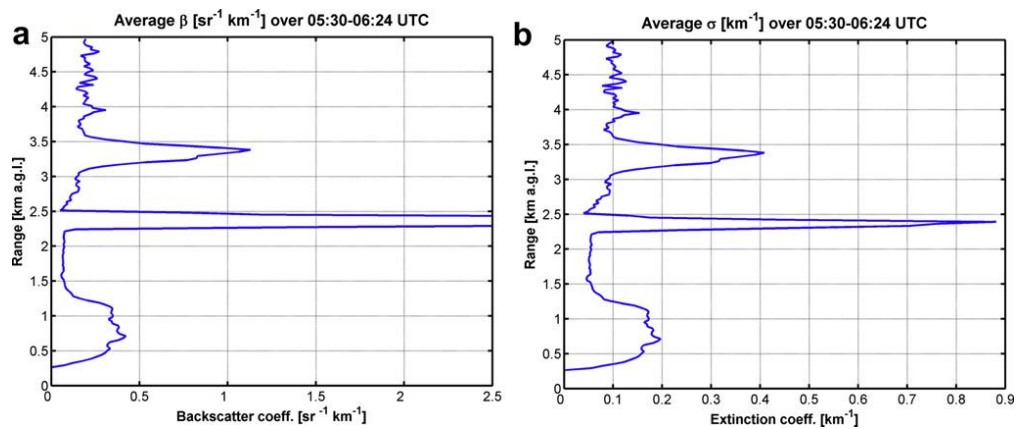 a
Average β [sr⁻¹ km⁻¹] over 05:30-06:24 UTC
Range [km a.g.l.]
5
4.5
4
3.5
3
2.5
2
1.5
1
0.5
0
0 0.5 1 1.5 2 2.5
Backscatter coeff. [sr⁻¹ km⁻¹]
b
Average σ [km⁻¹] over 05:30-06:24 UTC
Range [km a.g.l.]
5
4.5
4
3.5
3
2.5
2
1.5
1
0.5
0
0 0.1 0.2 0.3 0.4 0.5 0.6 0.7 0.8 0.9
Extinction coeff. [km⁻¹]